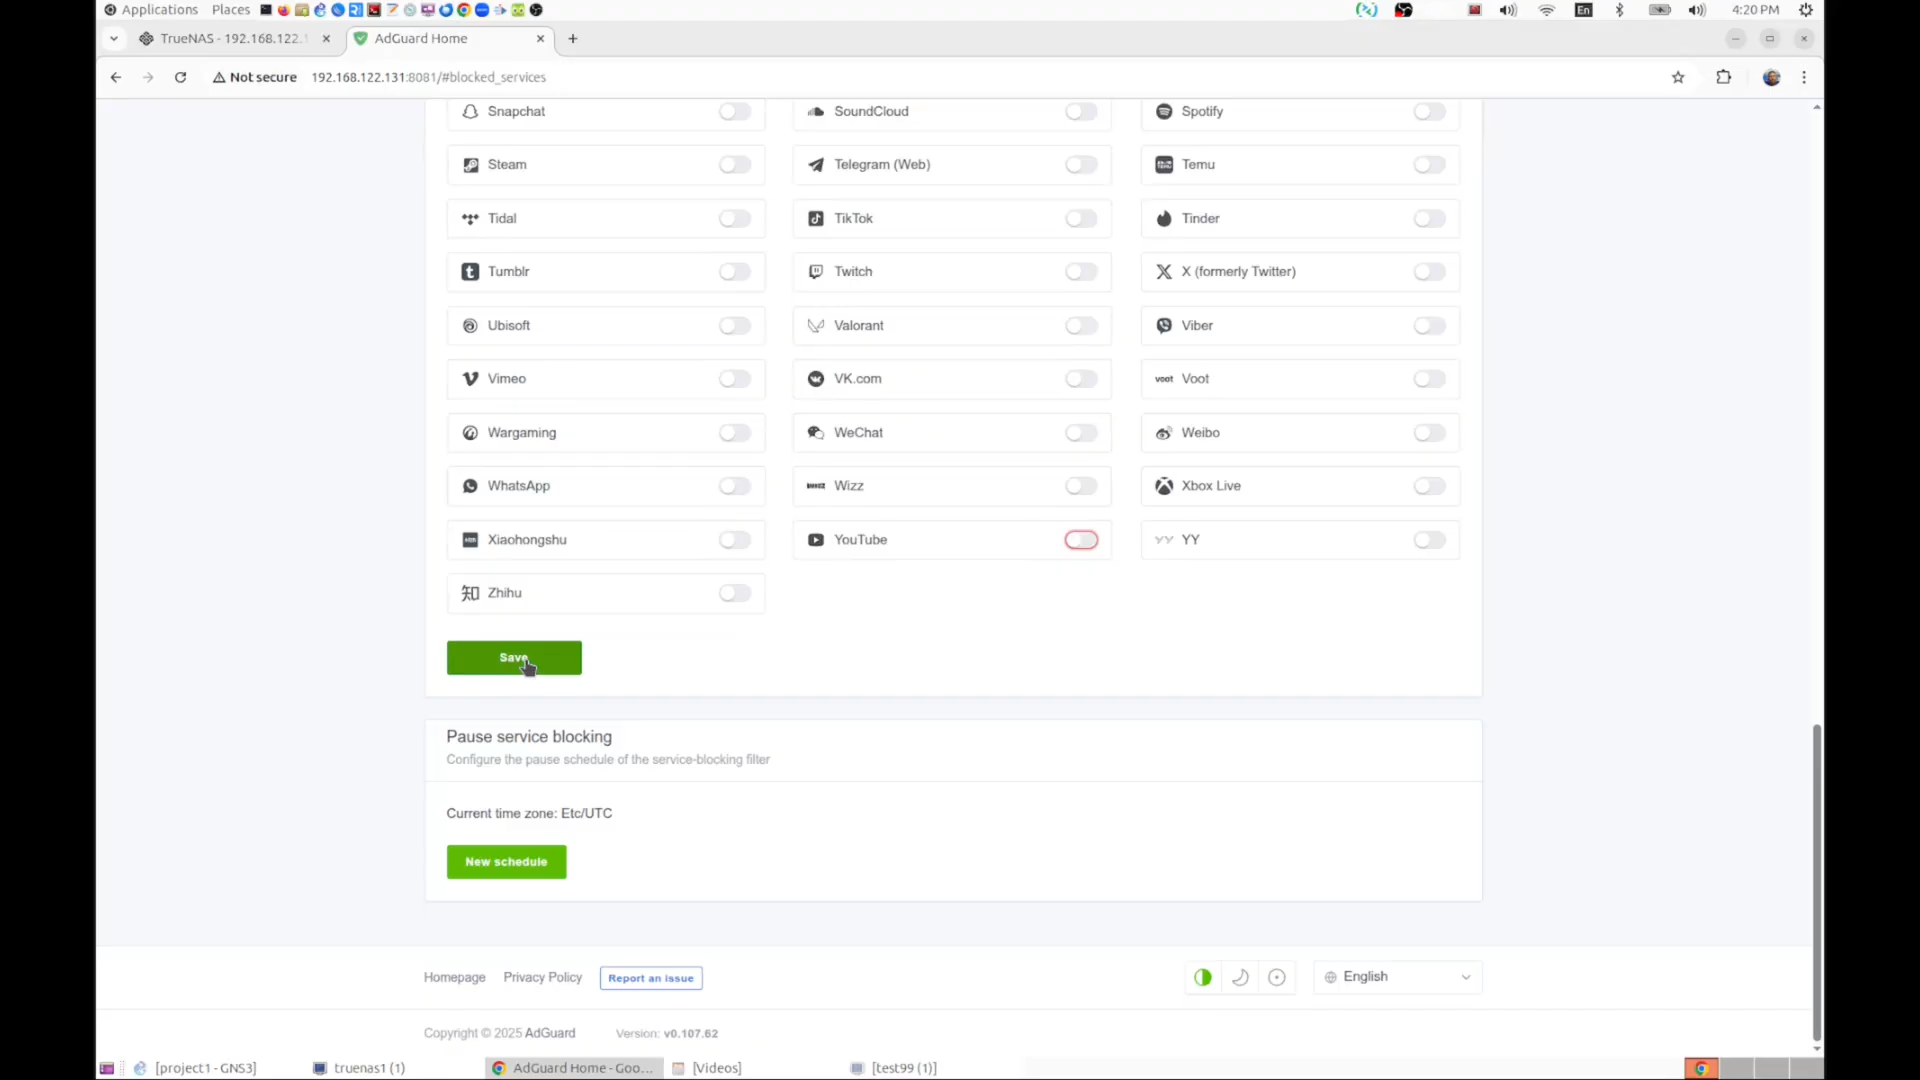 Applications Places En 4:20 PM
TrueNAS - 192.168.122.1 AdGuard Home
Not secure 192.168.122.131:8081/#blocked_services
Snapchat SoundCloud Spotify
Steam Telegram (Web) Temu
Tidal TikTok Tinder
Tumblr Twitch X (formerly Twitter)
Ubisoft Valorant Viber
Vimeo VK.com voot Voot
Wargaming WeChat Weibo
WhatsApp Wizz Xbox Live
Xiaohongshu YouTube YY YY
知 Zhihu
Save
Pause service blocking
Configure the pause schedule of the service-blocking filter
Current time zone: Etc/UTC
New schedule
Homepage Privacy Policy Report an issue English
Copyright © 2025 AdGuard Version: v0.107.62
[project1 - GNS3] truenas1 (1) AdGuard Home - Goo... [Videos] [test99 (1)]